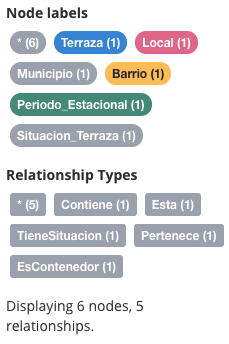 Node labels
* (6) Terraza (1) Local (1)
Municipio (1) Barrio (1)
Periodo_Estacional (1)
Situacion_Terraza (1)
Relationship Types
* (5) Contiene (1) Esta (1)
TieneSituacion (1) Pertenece (1)
EsContenedor (1)
Displaying 6 nodes, 5
relationships.